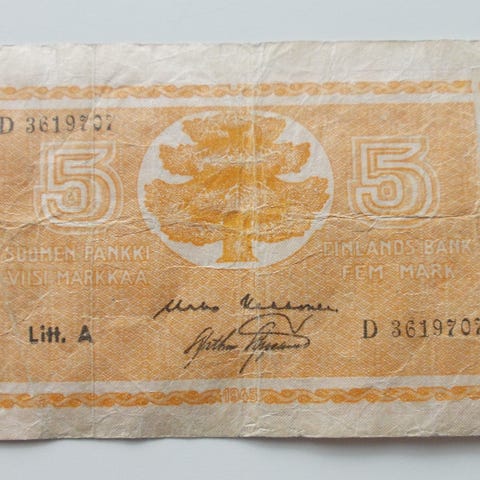 D 3619707
5 5
SUOMEN PANKKI
VIISI MARKKAA
FINLANDS BANK
FEM MARK
Litt. A
D 3619707
1945